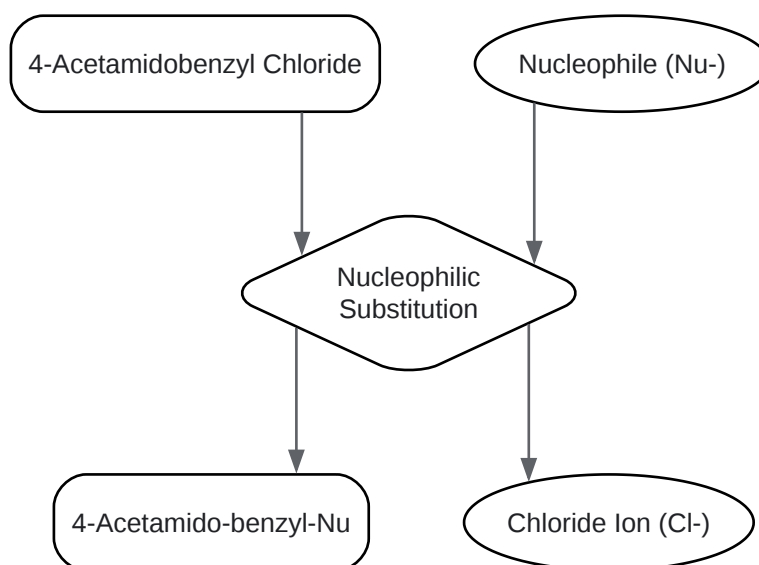 4-Acetamidobenzyl Chloride
Nucleophile (Nu-)
Nucleophilic
Substitution
4-Acetamido-benzyl-Nu
Chloride Ion (Cl-)